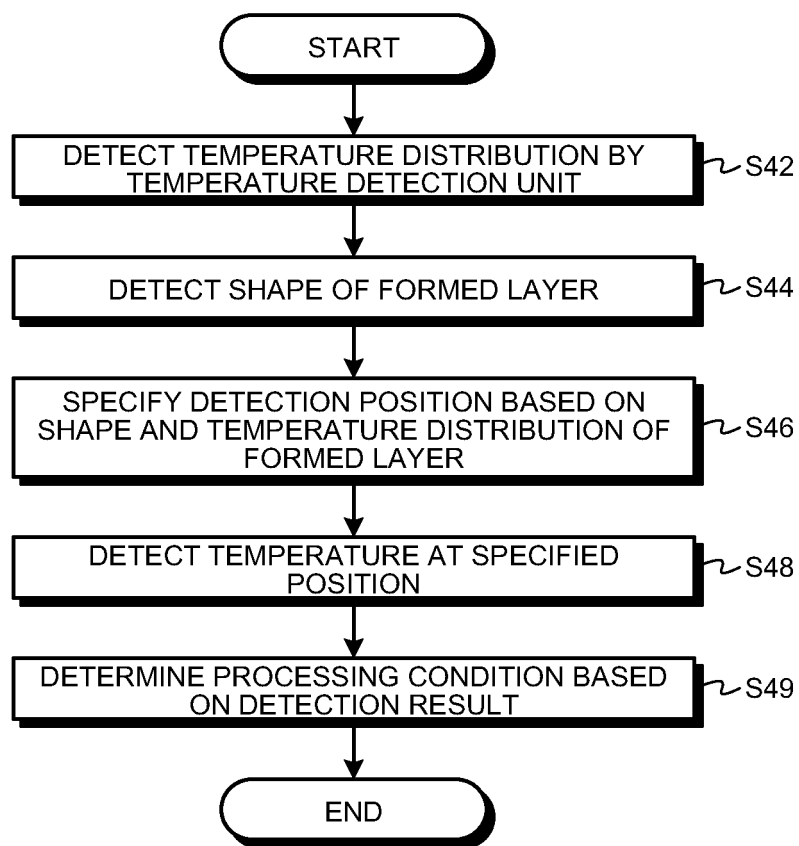 START
DETECT TEMPERATURE DISTRIBUTION BY
TEMPERATURE DETECTION UNIT
S42
DETECT SHAPE OF FORMED LAYER
S44
SPECIFY DETECTION POSITION BASED ON
SHAPE AND TEMPERATURE DISTRIBUTION OF
FORMED LAYER
S46
DETECT TEMPERATURE AT SPECIFIED
POSITION
S48
DETERMINE PROCESSING CONDITION BASED
ON DETECTION RESULT
S49
END